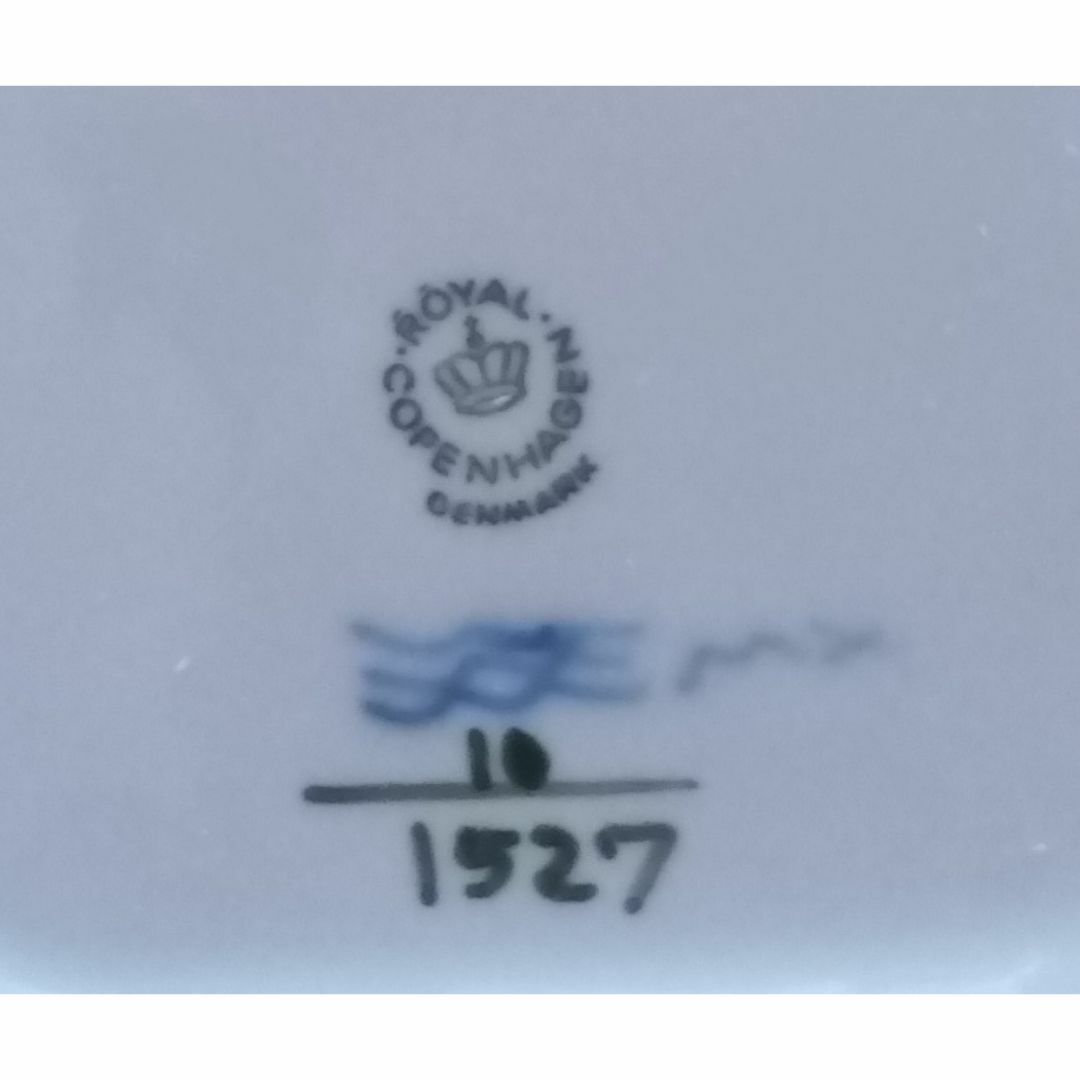 · ROYAL ·
COPENHAGEN
DENMARK
10
1527